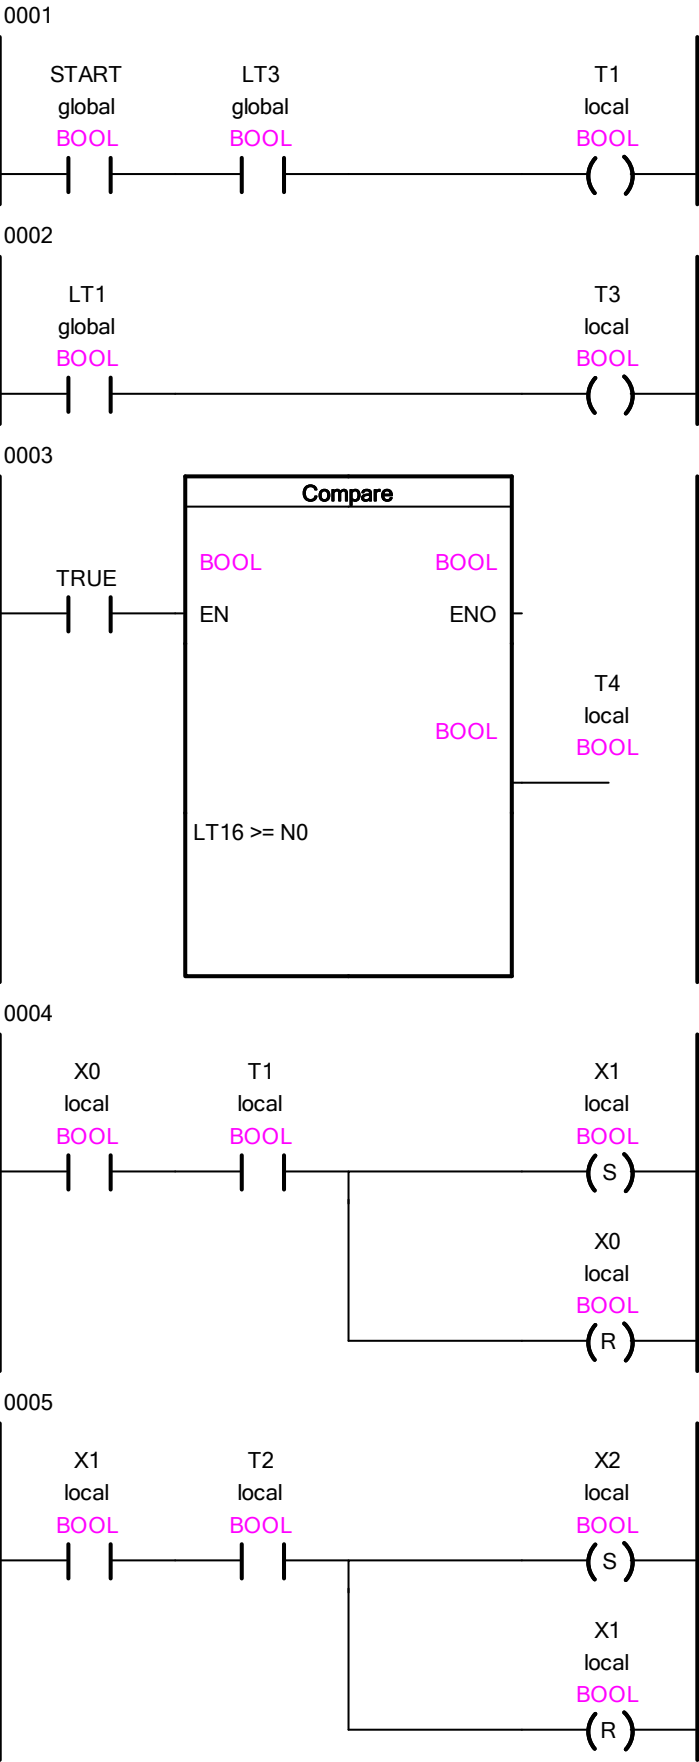 0001
START LT3 T1
global global local
BOOL BOOL BOOL
0002
LT1 T3
global local
BOOL BOOL
0003
Compare
BOOL BOOL
TRUE
EN ENO
T4
local
BOOL BOOL
LT16 >= N0
0004
X0 T1 X1
local local local
BOOL BOOL BOOL
S
X0
local
BOOL
R
0005
X1 T2 X2
local local local
BOOL BOOL BOOL
S
X1
local
BOOL
R